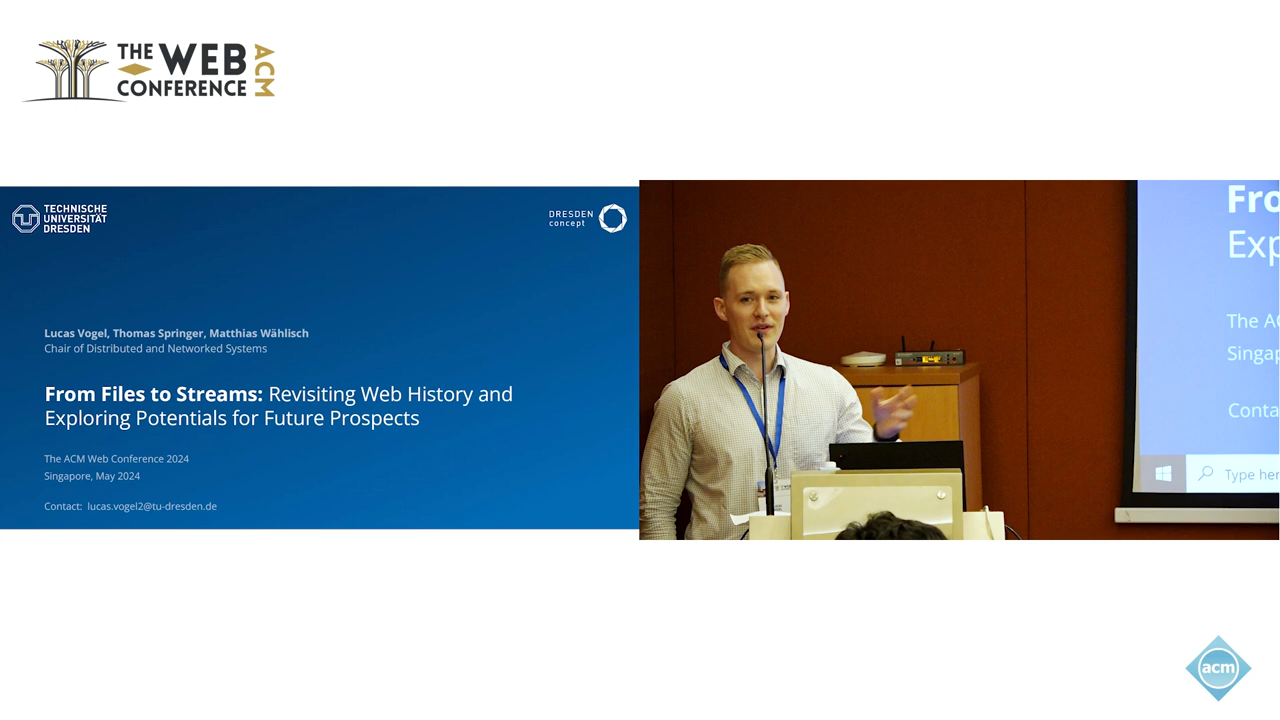 THE WEB
CONFERENCE
ACM
TECHNISCHE
UNIVERSITÄT
DRESDEN
DRESDEN
concept
Lucas Vogel, Thomas Springer, Matthias Wählisch
Chair of Distributed and Networked Systems
From Files to Streams: Revisiting Web History and
Exploring Potentials for Future Prospects
The ACM Web Conference 2024
Singapore, May 2024
Contact: lucas.vogel2@tu-dresden.de
Fro
Exp
The AC
Singap
Conta
Type her
acm